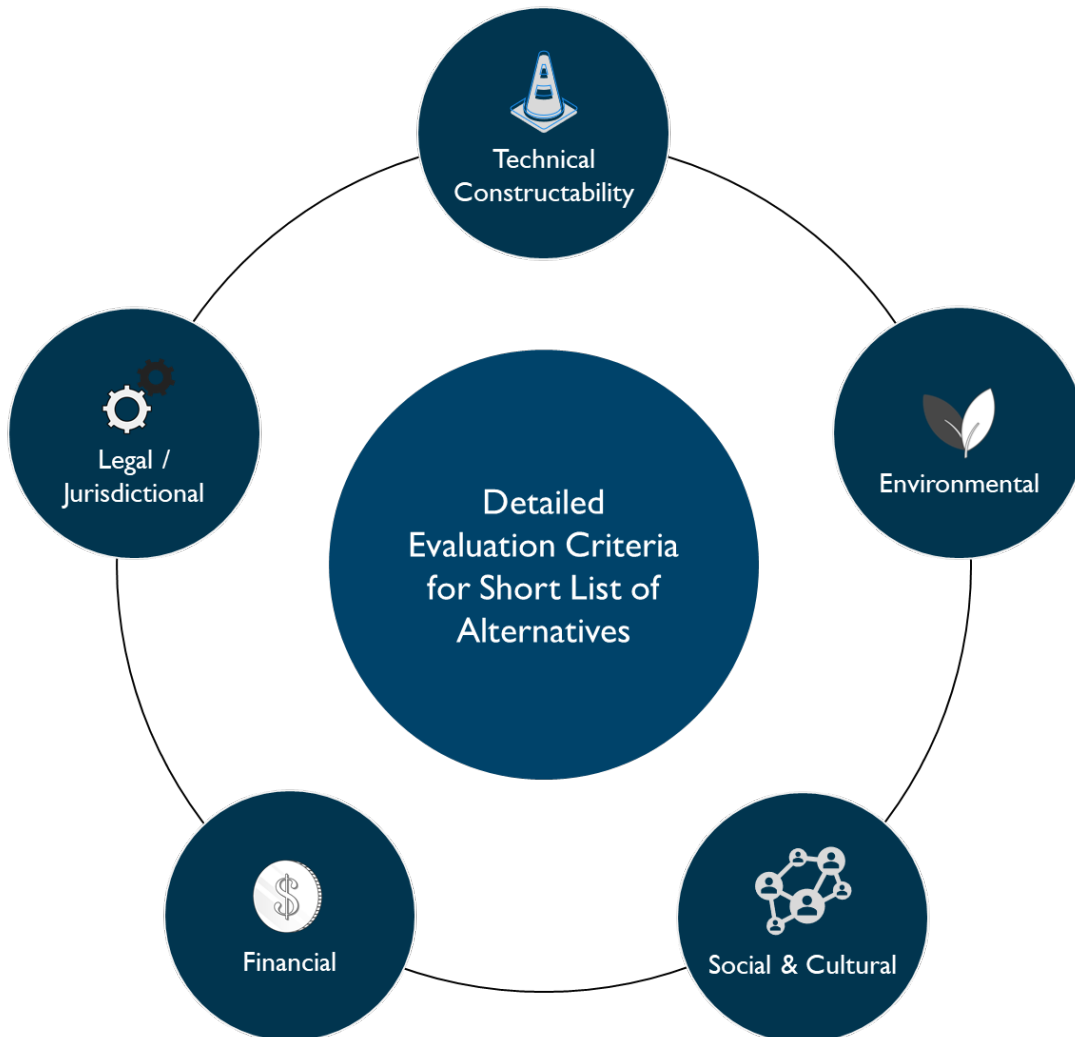 Technical
Constructability
Legal /
Jurisdictional
Environmental
Detailed
Evaluation Criteria
for Short List of
Alternatives
$
Financial
Social & Cultural